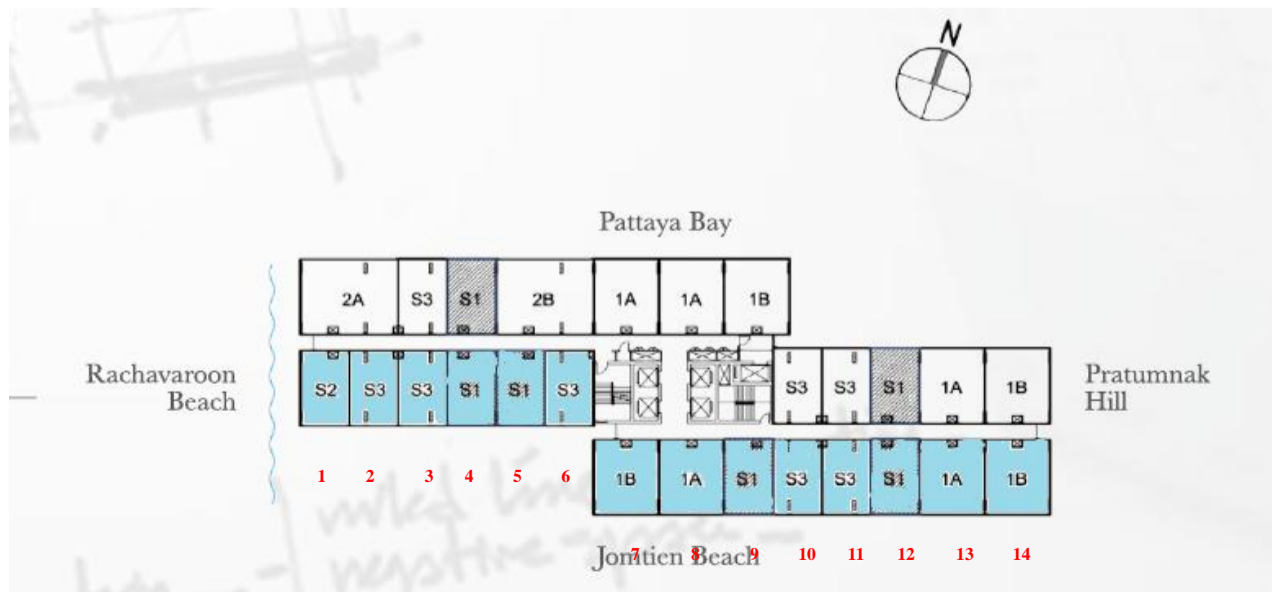 N
Pattaya Bay
2A S3 S1 2B 1A 1A 1B
Rachavaroon
Beach
S2 S3 S3 S1 S1 S3
S3 S3 S1 1A 1B
Pratumnak
Hill
1 2 3 4 5 6
1B 1A S1 S3 S3 S1 1A 1B
Jomtien Beach
7 8 9 10 11 12 13 14